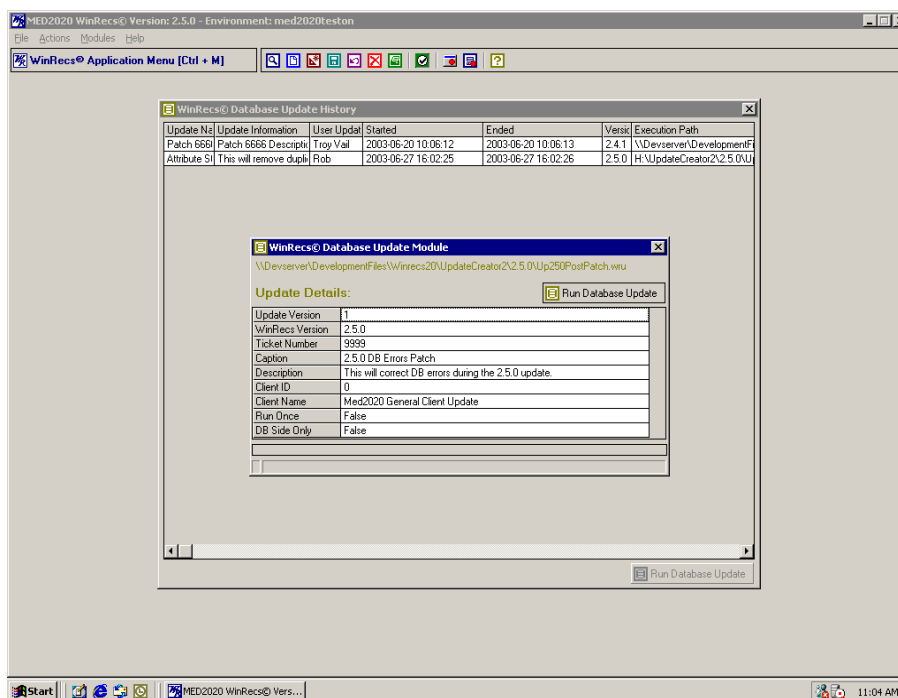 MED2020 WinRecs© Version: 2.5.0 - Environment: med2020teston
File Actions Modules Help
WinRecs© Application Menu [Ctrl + M]
WinRecs© Database Update History
Update Na Update Information User Updat Started Ended Versic Execution Path
Patch 6666 Patch 6666 Descriptic Troy Vail 2003-06-20 10:06:12 2003-06-20 10:06:13 2.4.1 \\Devserver\DevelopmentFi
Attribute Sl This will remove dupli Rob 2003-06-27 16:02:25 2003-06-27 16:02:26 2.5.0 H:\UpdateCreator2\2.5.0\U
WinRecs© Database Update Module
\\Devserver\DevelopmentFiles\Winrecs20\UpdateCreator2\2.5.0\Up250PostPatch.wru
Update Details:
Run Database Update
Update Version 1
WinRecs Version 2.5.0
Ticket Number 9999
Caption 2.5.0 DB Errors Patch
Description This will correct DB errors during the 2.5.0 update.
Client ID 0
Client Name Med2020 General Client Update
Run Once False
DB Side Only False
Run Database Update
Start MED2020 WinRecs© Vers... 11:04 AM